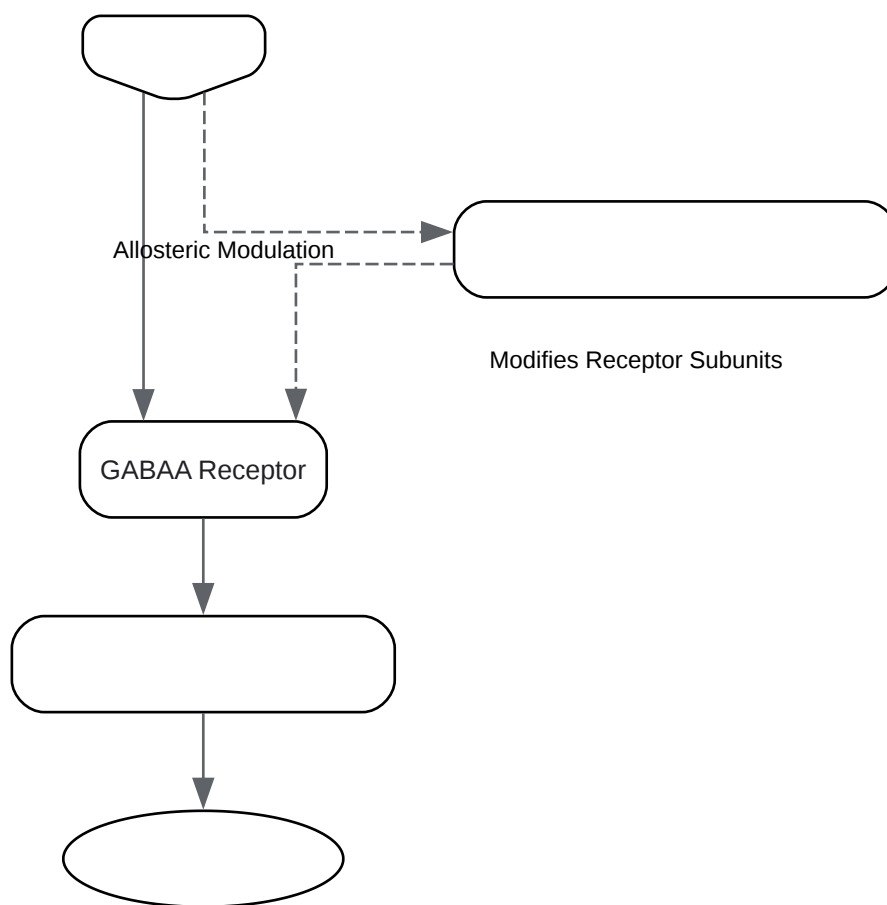 Allosteric Modulation
Modifies Receptor Subunits
GABAA Receptor